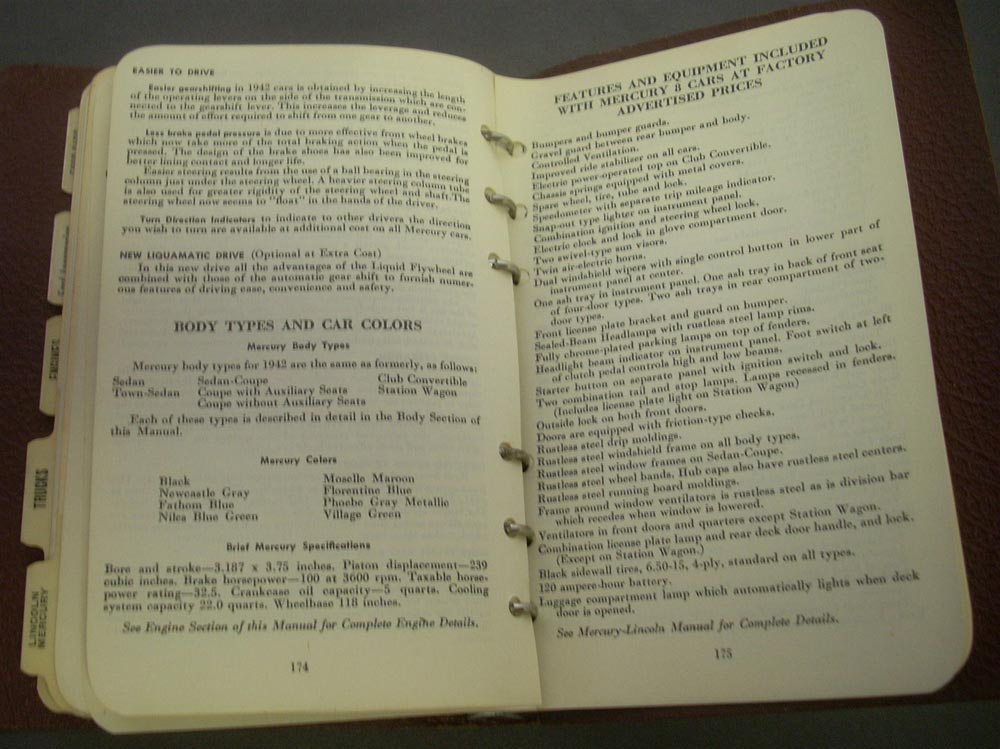 EASIER TO DRIVE
Easier gearshifting in 1942 cars is obtained by increasing the length
of the operating levers on the side of the transmission which are con-
nected to the gearshift lever. This increases the leverage and reduces
the amount of effort required to shift from one gear to another.
Less brake pedal pressure is due to more effective front wheel brakes
which now take more of the total braking action when the pedal is
pressed. The design of the brake shoes has also been improved for
better lining contact and longer life.
Easier steering results from the use of a ball bearing in the steering
column just under the steering wheel. A heavier steering column tube
is also used for greater rigidity of the steering wheel and shaft. The
steering wheel now seems to "float" in the hands of the driver.
Turn Direction Indicators to indicate to other drivers the direction
you wish to turn are available at additional cost on all Mercury cars.
NEW LIQUAMATIC DRIVE (Optional at Extra Cost)
In this new drive all the advantages of the Liquid Flywheel are
combined with those of the automatic gear shift to furnish numer-
ous features of driving ease, convenience and safety.
BODY TYPES AND CAR COLORS
Mercury Body Types
Mercury body types for 1942 are the same as formerly, as follows:
Sedan Sedan-Coupe Club Convertible
Town-Sedan Coupe with Auxiliary Seats Station Wagon
Coupe without Auxiliary Seats
Each of these types is described in detail in the Body Section of
this Manual.
Mercury Colors
Black Moselle Maroon
Newcastle Gray Florentine Blue
Fathom Blue Phoebe Gray Metallic
Niles Blue Green Village Green
Brief Mercury Specifications
Bore and stroke—3.187 x 3.75 inches. Piston displacement—239
cubic inches. Brake horsepower—100 at 3600 rpm. Taxable horse-
power rating—32.5. Crankcase oil capacity—5 quarts. Cooling
system capacity 22.0 quarts. Wheelbase 118 inches.
See Engine Section of this Manual for Complete Engine Details.
174
FEATURES AND EQUIPMENT INCLUDED
WITH MERCURY 8 CARS AT FACTORY
ADVERTISED PRICES
Bumpers and bumper guards.
Gravel guard between rear bumper and body.
Controlled Ventilation.
Improved ride stabilizer on all cars.
Electric power-operated top on Club Convertible.
Chassis springs equipped with metal covers.
Spare wheel, tire, tube and lock.
Speedometer with separate trip mileage indicator.
Snap-out type lighter on instrument panel.
Combination ignition and steering wheel lock.
Electric clock and lock in glove compartment door.
Two swivel-type sun visors.
Twin air-electric horns.
Dual windshield wipers with single control button in lower part of
instrument panel at center.
One ash tray in instrument panel. One ash tray in back of front seat
of four-door types. Two ash trays in rear compartment of two-
door types.
Front license plate bracket and guard on bumper.
Sealed-Beam Headlamps with rustless steel lamp rims.
Fully chrome-plated parking lamps on top of fenders.
Headlight beam indicator on instrument panel. Foot switch at left
of clutch pedal controls high and low beams.
Starter button on separate panel with ignition switch and lock.
Two combination tail and stop lamps. Lamps recessed in fenders.
(Includes license plate light on Station Wagon)
Outside lock on both front doors.
Doors are equipped with friction-type checks.
Rustless steel drip moldings.
Rustless steel windshield frame on all body types.
Rustless steel window frames on Sedan-Coupe.
Rustless steel wheel bands. Hub caps also have rustless steel centers.
Rustless steel running board moldings.
Frame around window ventilators is rustless steel as is division bar
which recedes when window is lowered.
Ventilators in front doors and quarters except Station Wagon.
Combination license plate lamp and rear deck door handle, and lock.
(Except on Station Wagon.)
Black sidewall tires, 6.50-15, 4-ply, standard on all types.
120 ampere-hour battery.
Luggage compartment lamp which automatically lights when deck
door is opened.
See Mercury-Lincoln Manual for Complete Details.
175
ENGINES
TRUCKS
LINCOLN
MERCURY